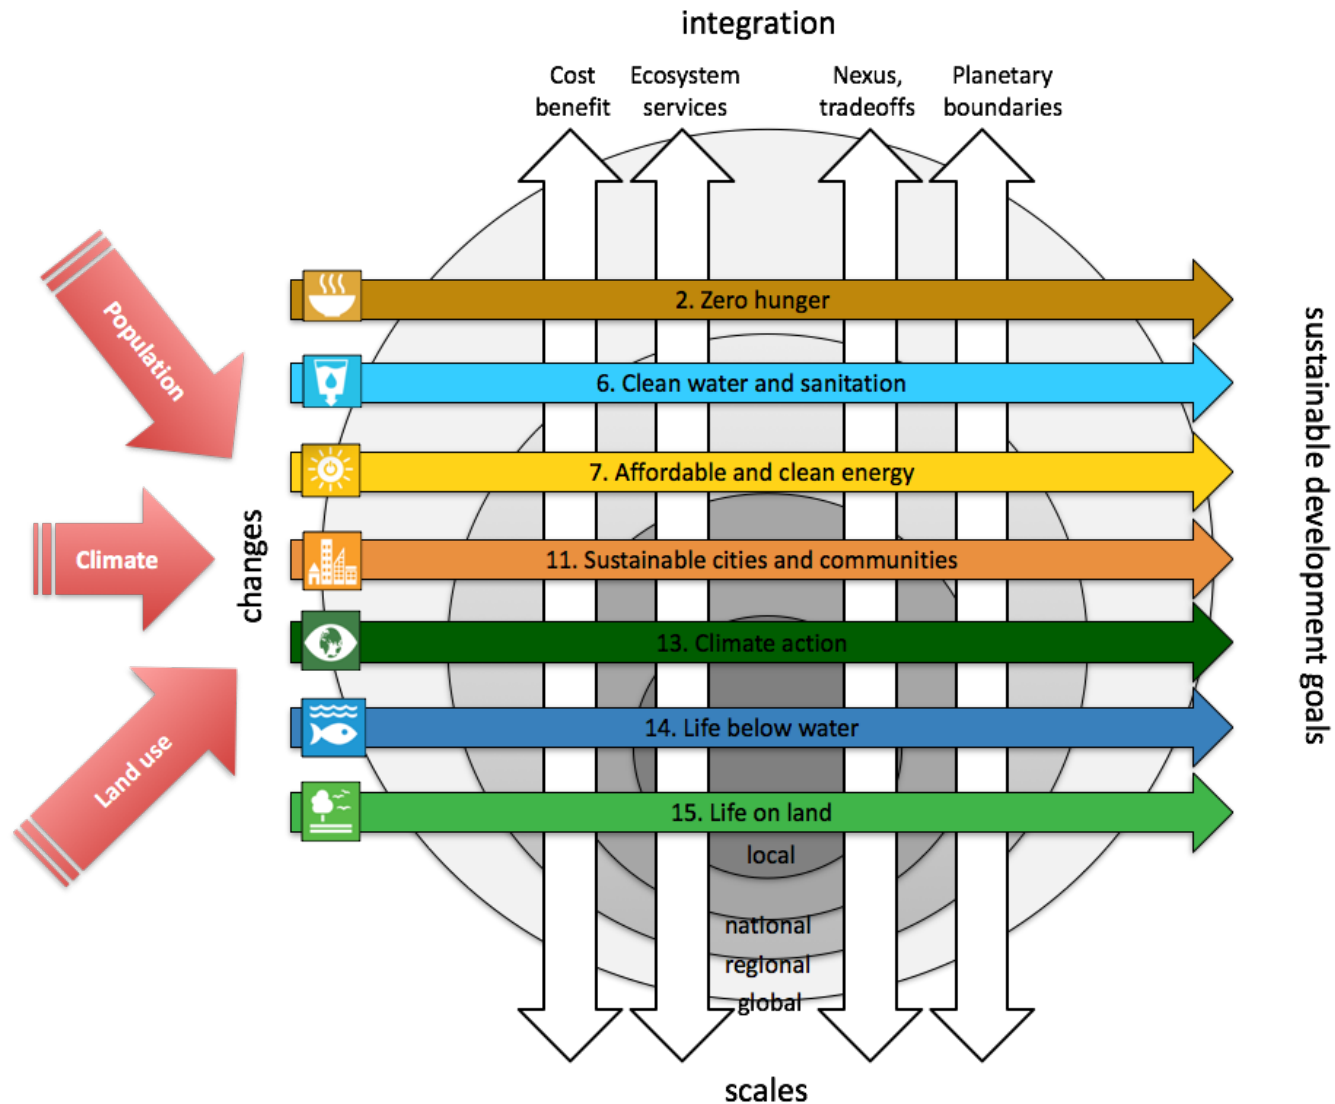 integration
Cost
benefit
Ecosystem
services
Nexus,
tradeoffs
Planetary
boundaries
Population
Climate
Land use
changes
2. Zero hunger
6. Clean water and sanitation
7. Affordable and clean energy
11. Sustainable cities and communities
13. Climate action
14. Life below water
15. Life on land
sustainable development goals
local
national
regional
global
scales